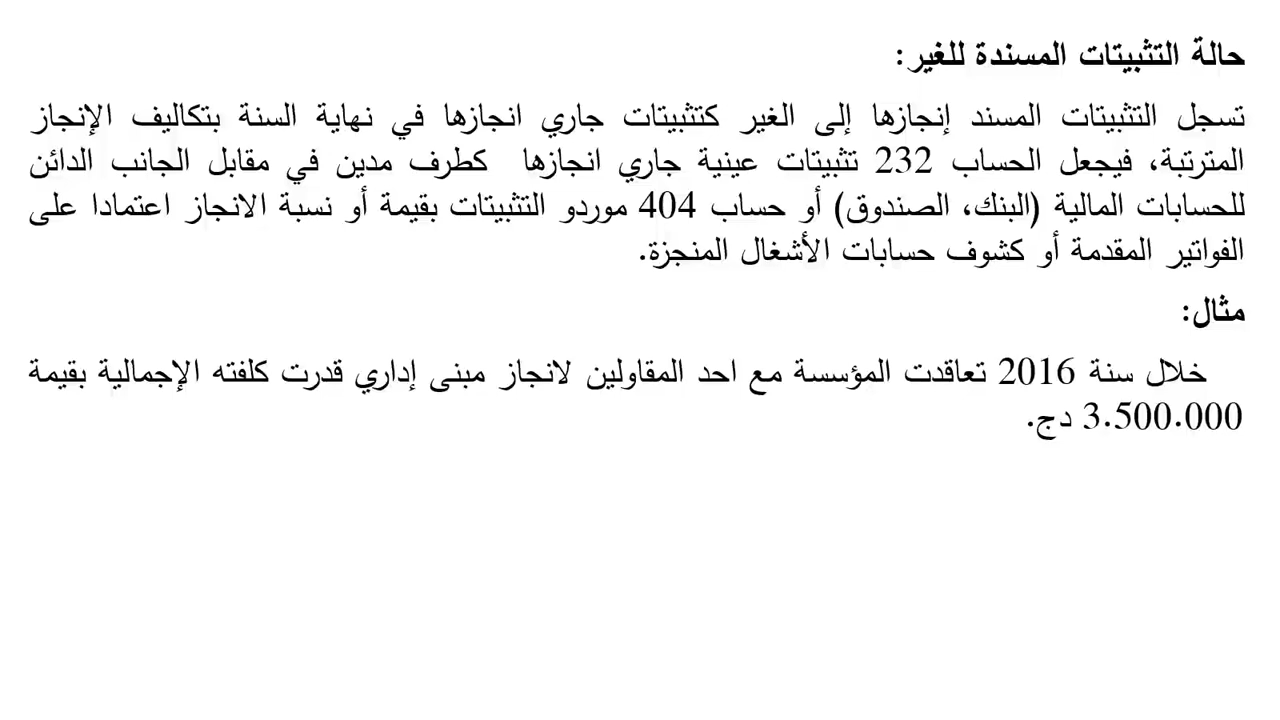 حالة التثبيتات المسندة للغير:
تسجل التثبيتات المسند إنجازها إلى الغير كتثبيتات جاري انجازها في نهاية السنة بتكاليف الإنجاز
المترتبة، فيجعل الحساب 232 تثبيتات عينية جاري انجازها كطرف مدين في مقابل الجانب الدائن
للحسابات المالية (البنك، الصندوق) أو حساب 404 موردو التثبيتات بقيمة أو نسبة الانجاز اعتمادا على
الفواتير المقدمة أو كشوف حسابات الأشغال المنجزة.
مثال:
خلال سنة 2016 تعاقدت المؤسسة مع احد المقاولين لانجاز مبنى إداري قدرت كلفته الإجمالية بقيمة
3.500.000 دج.